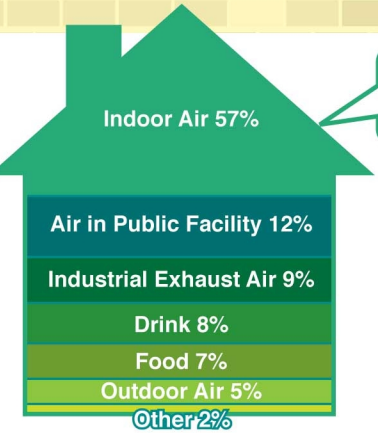 Indoor Air 57%
Air in Public Facility 12%
Industrial Exhaust Air 9%
Drink 8%
Food 7%
Outdoor Air 5%
Other 2%